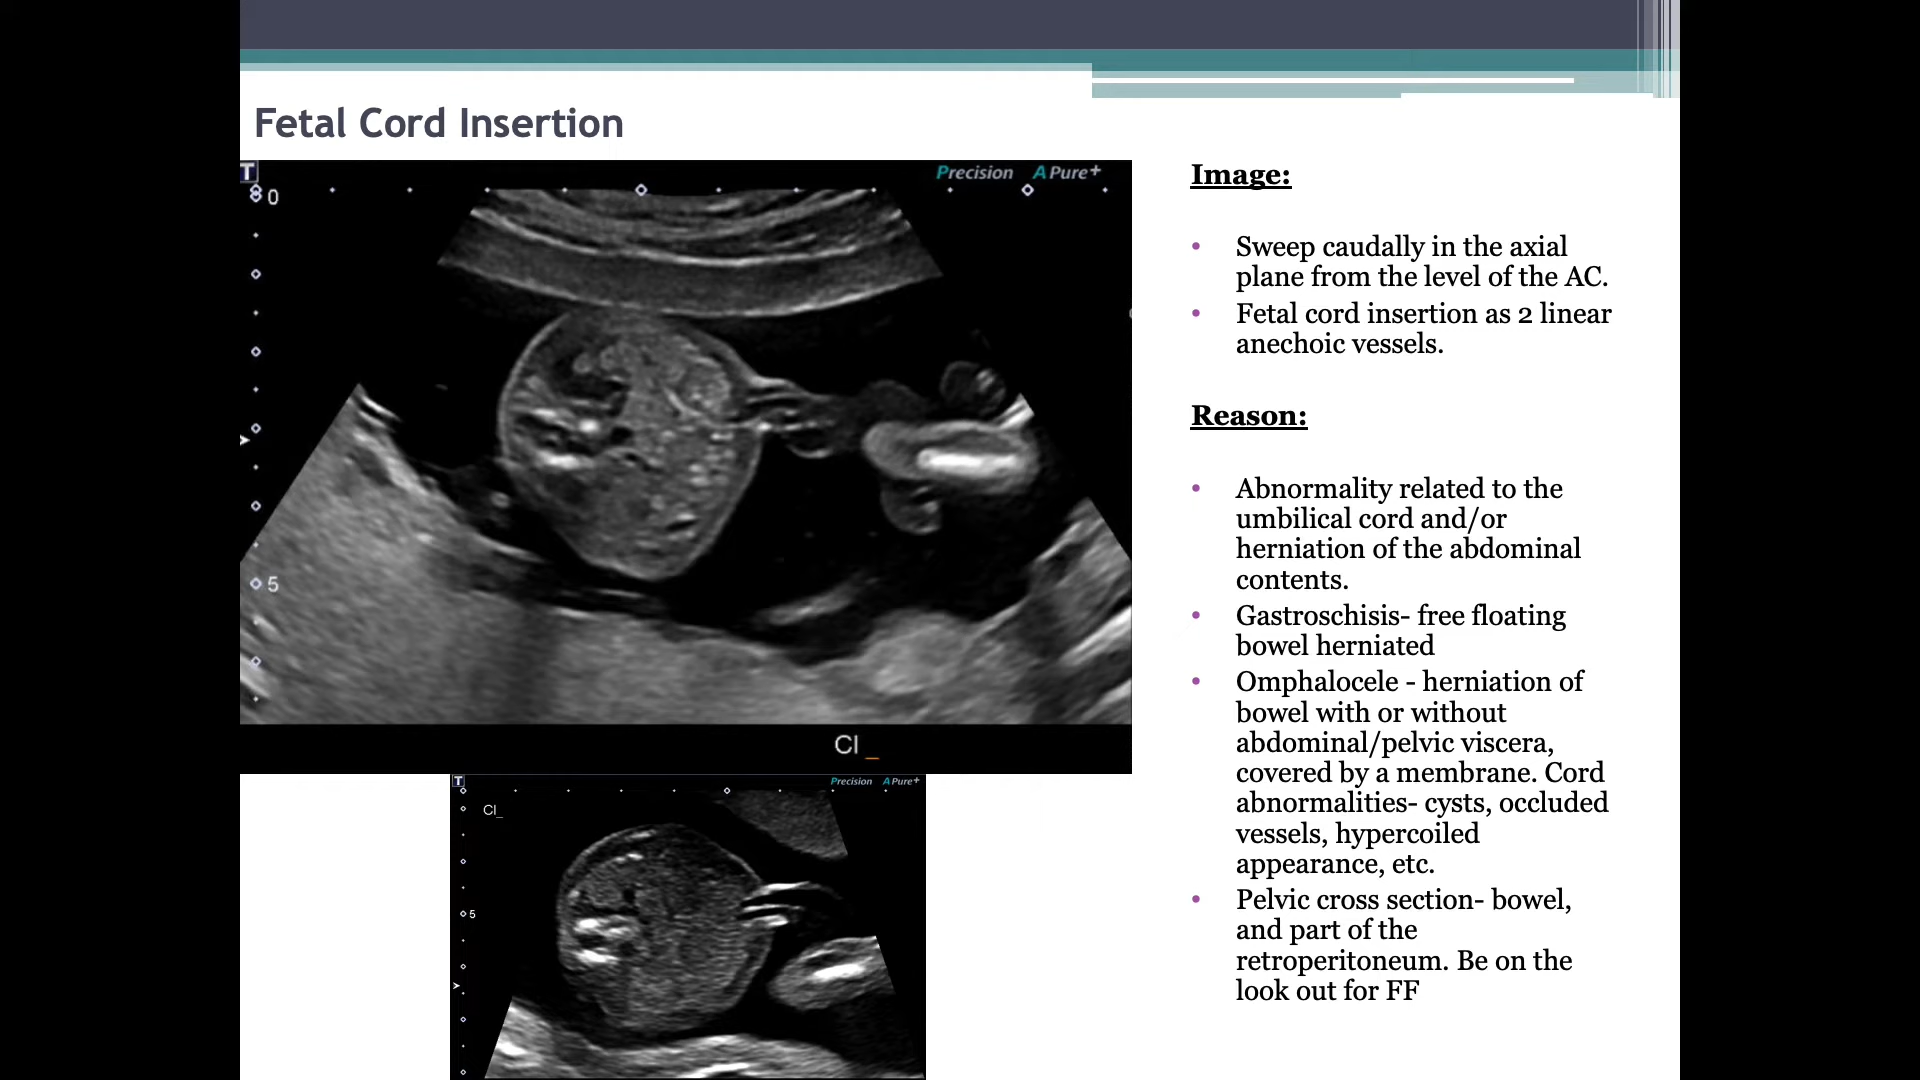 Fetal Cord Insertion
T
Precision A Pure+
0
5
CI _
T
Precision A Pure+
CI_
5
Image:
• Sweep caudally in the axial
plane from the level of the AC.
• Fetal cord insertion as 2 linear
anechoic vessels.
Reason:
• Abnormality related to the
umbilical cord and/or
herniation of the abdominal
contents.
• Gastroschisis- free floating
bowel herniated
• Omphalocele - herniation of
bowel with or without
abdominal/pelvic viscera,
covered by a membrane. Cord
abnormalities- cysts, occluded
vessels, hypercoiled
appearance, etc.
• Pelvic cross section- bowel,
and part of the
retroperitoneum. Be on the
look out for FF